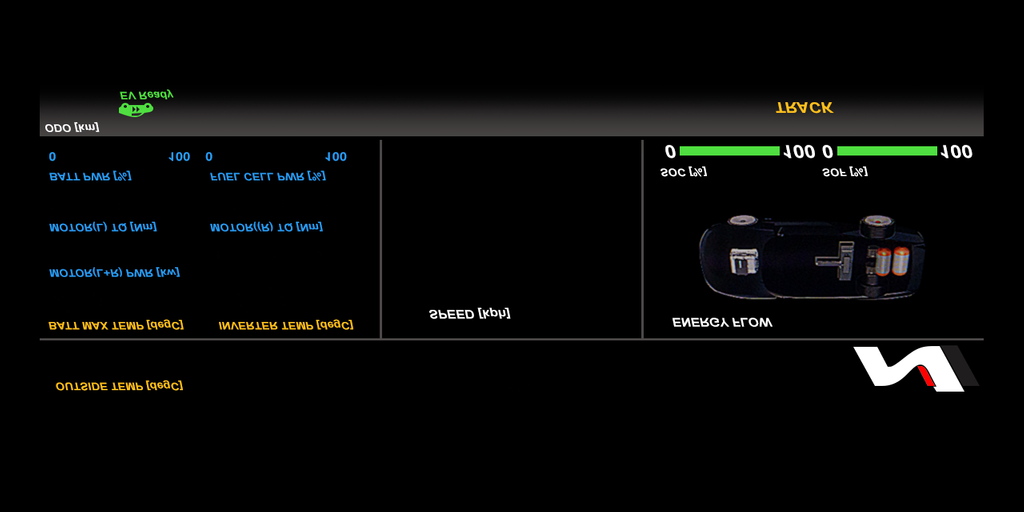 OUTSIDE TEMP [degC]
BATT MAX TEMP [degC]
INVERTER TEMP [degC]
MOTOR(L+R) PWR [kw]
MOTOR(L) TQ [Nm]
MOTOR((R) TQ [Nm]
BATT PWR [%]
0 100
FUEL CELL PWR [%]
0 100
SPEED [kph]
ENERGY FLOW
SOC [%]
0 100
SOF [%]
0 100
ODO [km]
EV Ready
TRACK